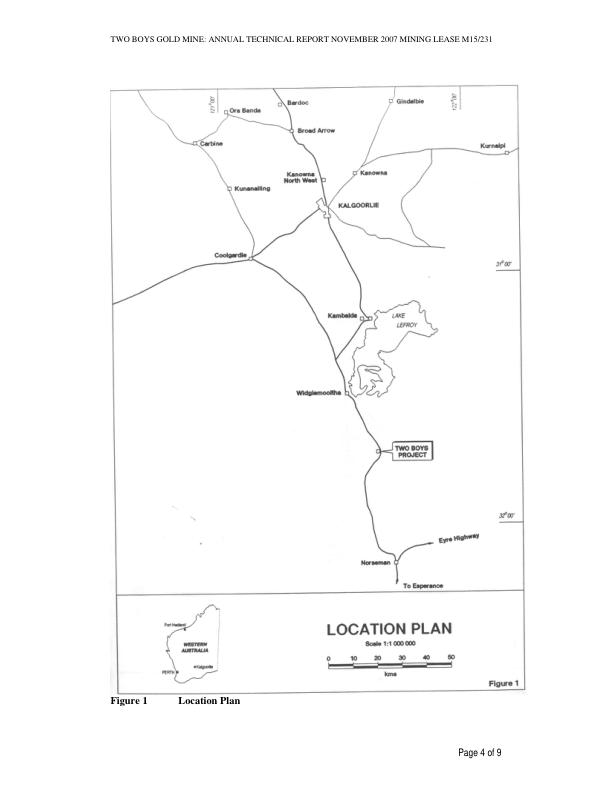 TWO BOYS GOLD MINE: ANNUAL TECHNICAL REPORT NOVEMBER 2007 MINING LEASE M15/231
121°00'
122°00'
Bardoc
Gindalbie
Ora Banda
Broad Arrow
Carbine
Kurnalpi
Kanowna
North West
Kanowna
Kunanalling
KALGOORLIE
Coolgardie
31°00'
Kambalda
LAKE
LEFROY
Widgiemooltha
TWO BOYS
PROJECT
32°00'
Eyre Highway
Norseman
To Esperance
Port Hedland
WESTERN
AUSTRALIA
Kalgoorlie
PERTH
LOCATION PLAN
Scale 1:1 000 000
0 10 20 30 40 50
kms
Figure 1
Figure 1 Location Plan
Page 4 of 9